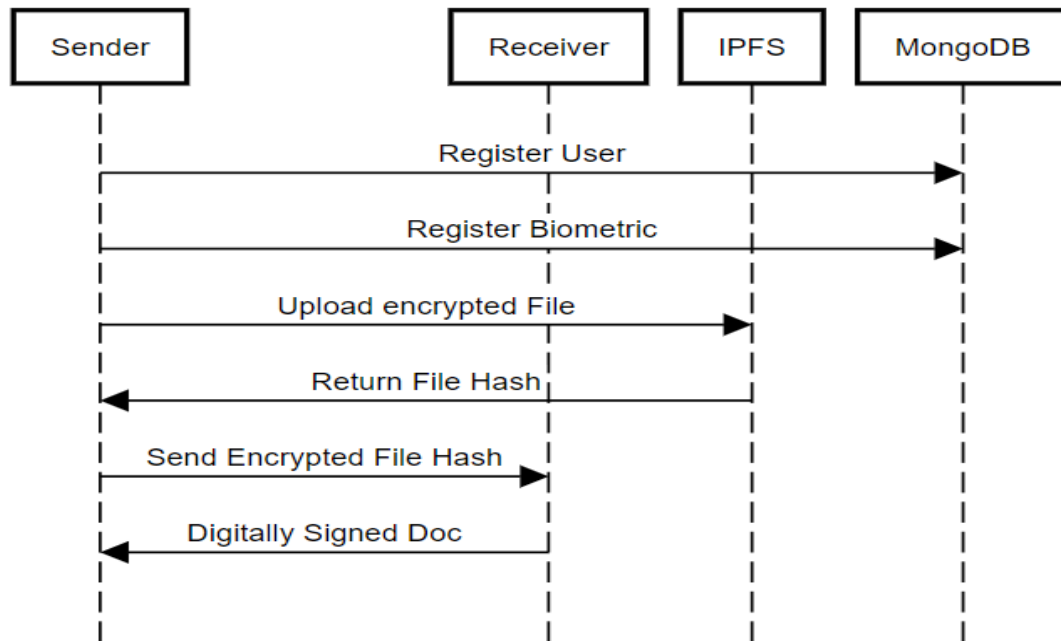 Sender
Receiver
IPFS
MongoDB
Register User
Register Biometric
Upload encrypted File
Return File Hash
Send Encrypted File Hash
Digitally Signed Doc